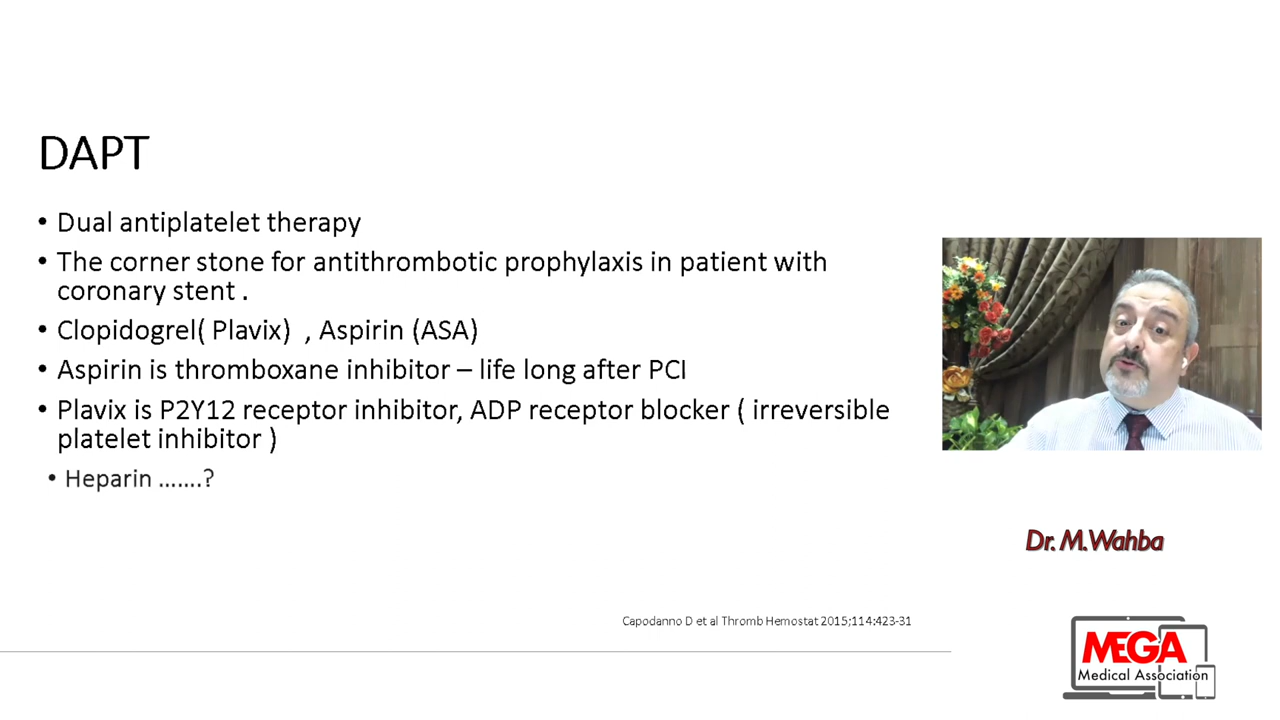 DAPT
• Dual antiplatelet therapy
• The corner stone for antithrombotic prophylaxis in patient with
coronary stent .
• Clopidogrel( Plavix)  , Aspirin (ASA)
• Aspirin is thromboxane inhibitor – life long after PCI
• Plavix is P2Y12 receptor inhibitor, ADP receptor blocker ( irreversible
platelet inhibitor )
• Heparin …….?
Dr. M.Wahba
Capodanno D et al Thromb Hemostat 2015;114:423-31
MEGA
Medical Association